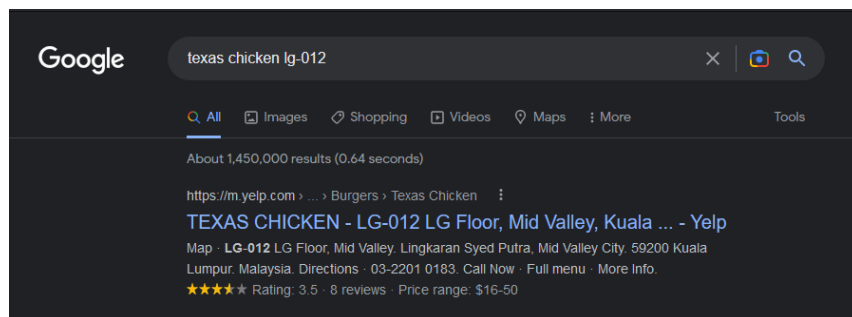 Google
texas chicken lg-012
All Images Shopping Videos Maps More Tools
About 1,450,000 results (0.64 seconds)
https://m.yelp.com › ... › Burgers › Texas Chicken
TEXAS CHICKEN - LG-012 LG Floor, Mid Valley, Kuala ... - Yelp
Map · LG-012 LG Floor, Mid Valley. Lingkaran Syed Putra, Mid Valley City. 59200 Kuala
Lumpur. Malaysia. Directions · 03-2201 0183. Call Now · Full menu · More Info.
Rating: 3.5 · 8 reviews · Price range: $16-50